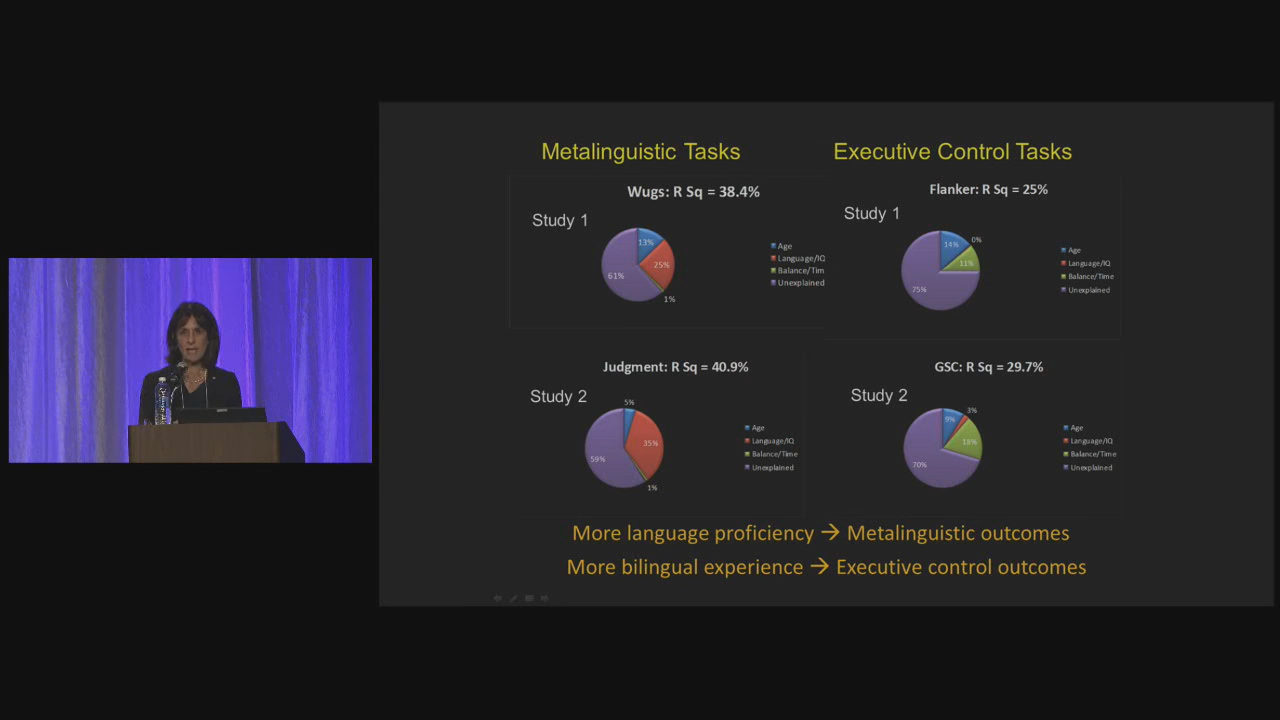 Metalinguistic Tasks
Executive Control Tasks
Wugs: R Sq = 38.4%
Study 1
13%
25%
1%
61%
Age
Language/IQ
Balance/Tim
Unexplained
Flanker: R Sq = 25%
Study 1
14%
0%
11%
75%
Age
Language/IQ
Balance/Time
Unexplained
Judgment: R Sq = 40.9%
Study 2
5%
35%
1%
59%
Age
Language/IQ
Balance/Time
Unexplained
GSC: R Sq = 29.7%
Study 2
9%
3%
18%
70%
Age
Language/IQ
Balance/Time
Unexplained
More language proficiency → Metalinguistic outcomes
More bilingual experience → Executive control outcomes